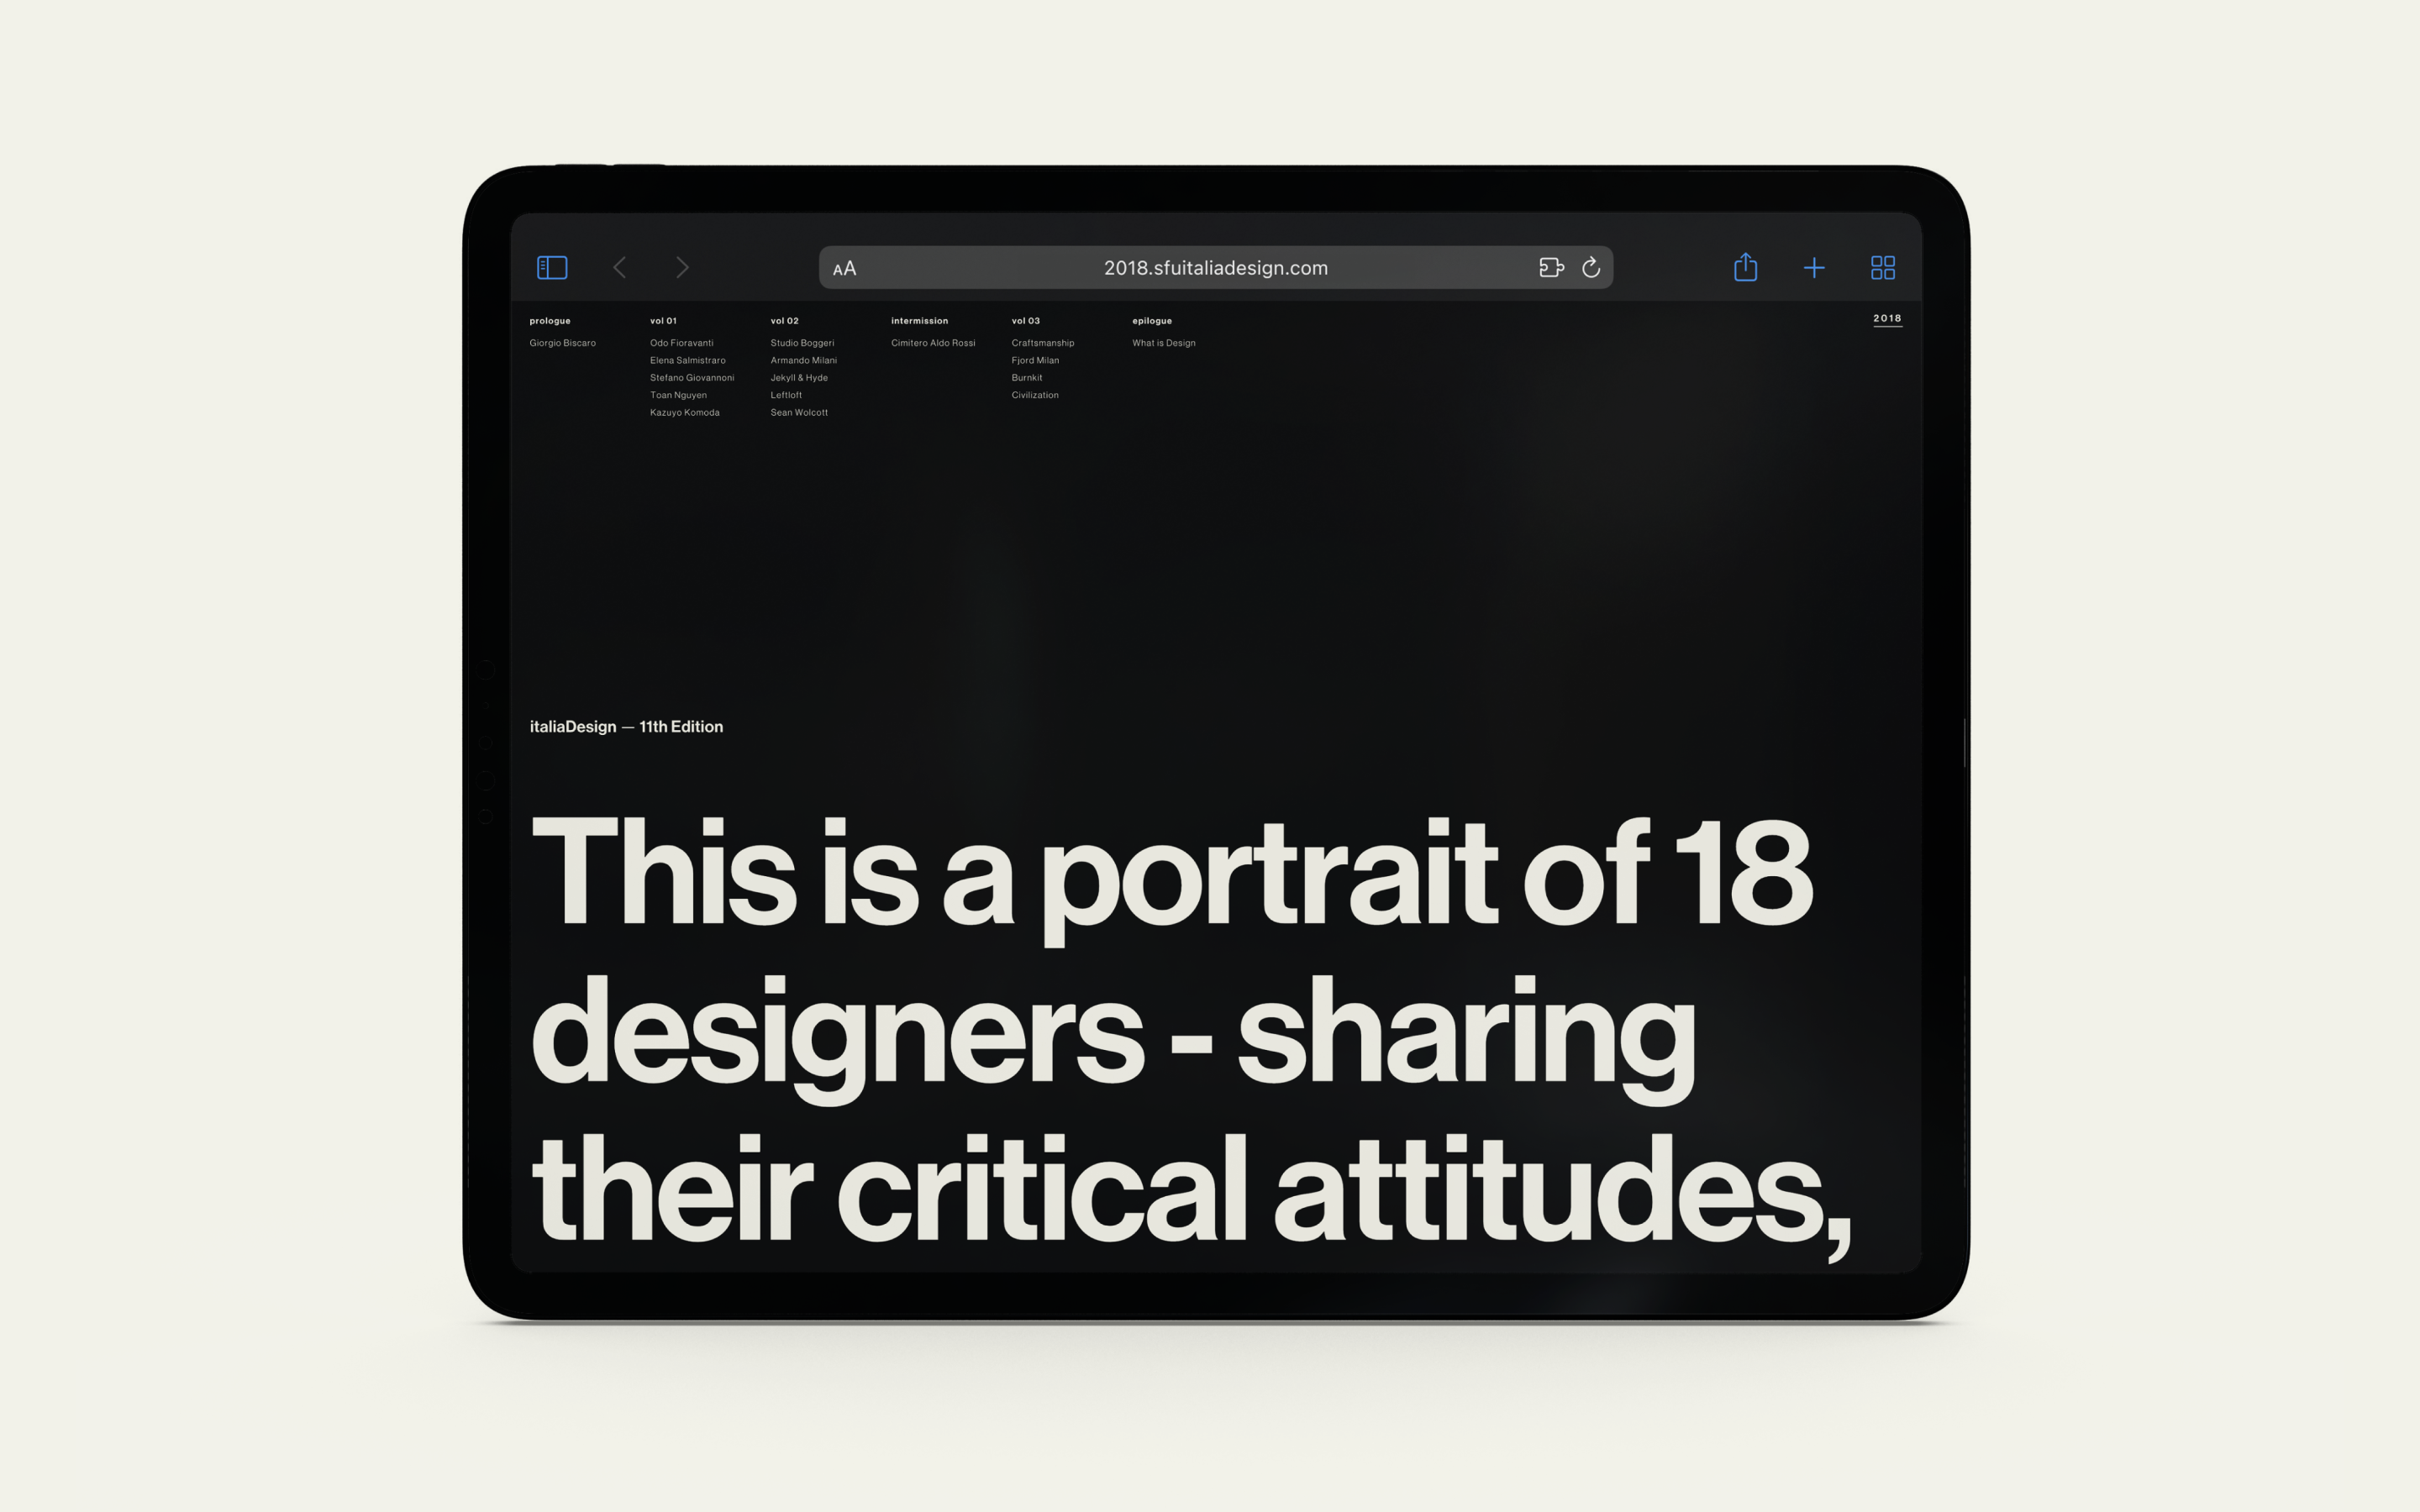 AA
2018.sfuitaliadesign.com
prologue
Giorgio Biscaro
vol 01
Odo Fioravanti
Elena Salmistraro
Stefano Giovannoni
Toan Nguyen
Kazuyo Komoda
vol 02
Studio Boggeri
Armando Milani
Jekyll & Hyde
Leftloft
Sean Wolcott
intermission
Cimitero Aldo Rossi
vol 03
Craftsmanship
Fjord Milan
Burnkit
Civilization
epilogue
What is Design
2018
italiaDesign — 11th Edition
This is a portrait of 18
designers - sharing
their critical attitudes,